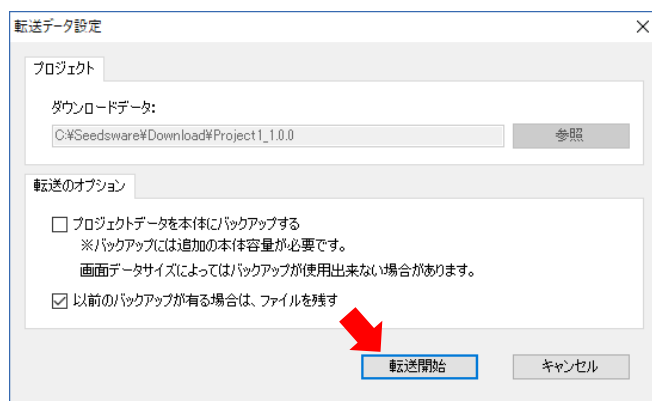 転送データ設定
プロジェクト
ダウンロードデータ:
C:¥Seedsware¥Download¥Project1_1.0.0
参照
転送のオプション
プロジェクトデータを本体にバックアップする
※バックアップには追加の本体容量が必要です。
画面データサイズによってはバックアップが使用出来ない場合があります。
以前のバックアップが有る場合は、ファイルを残す
転送開始
キャンセル